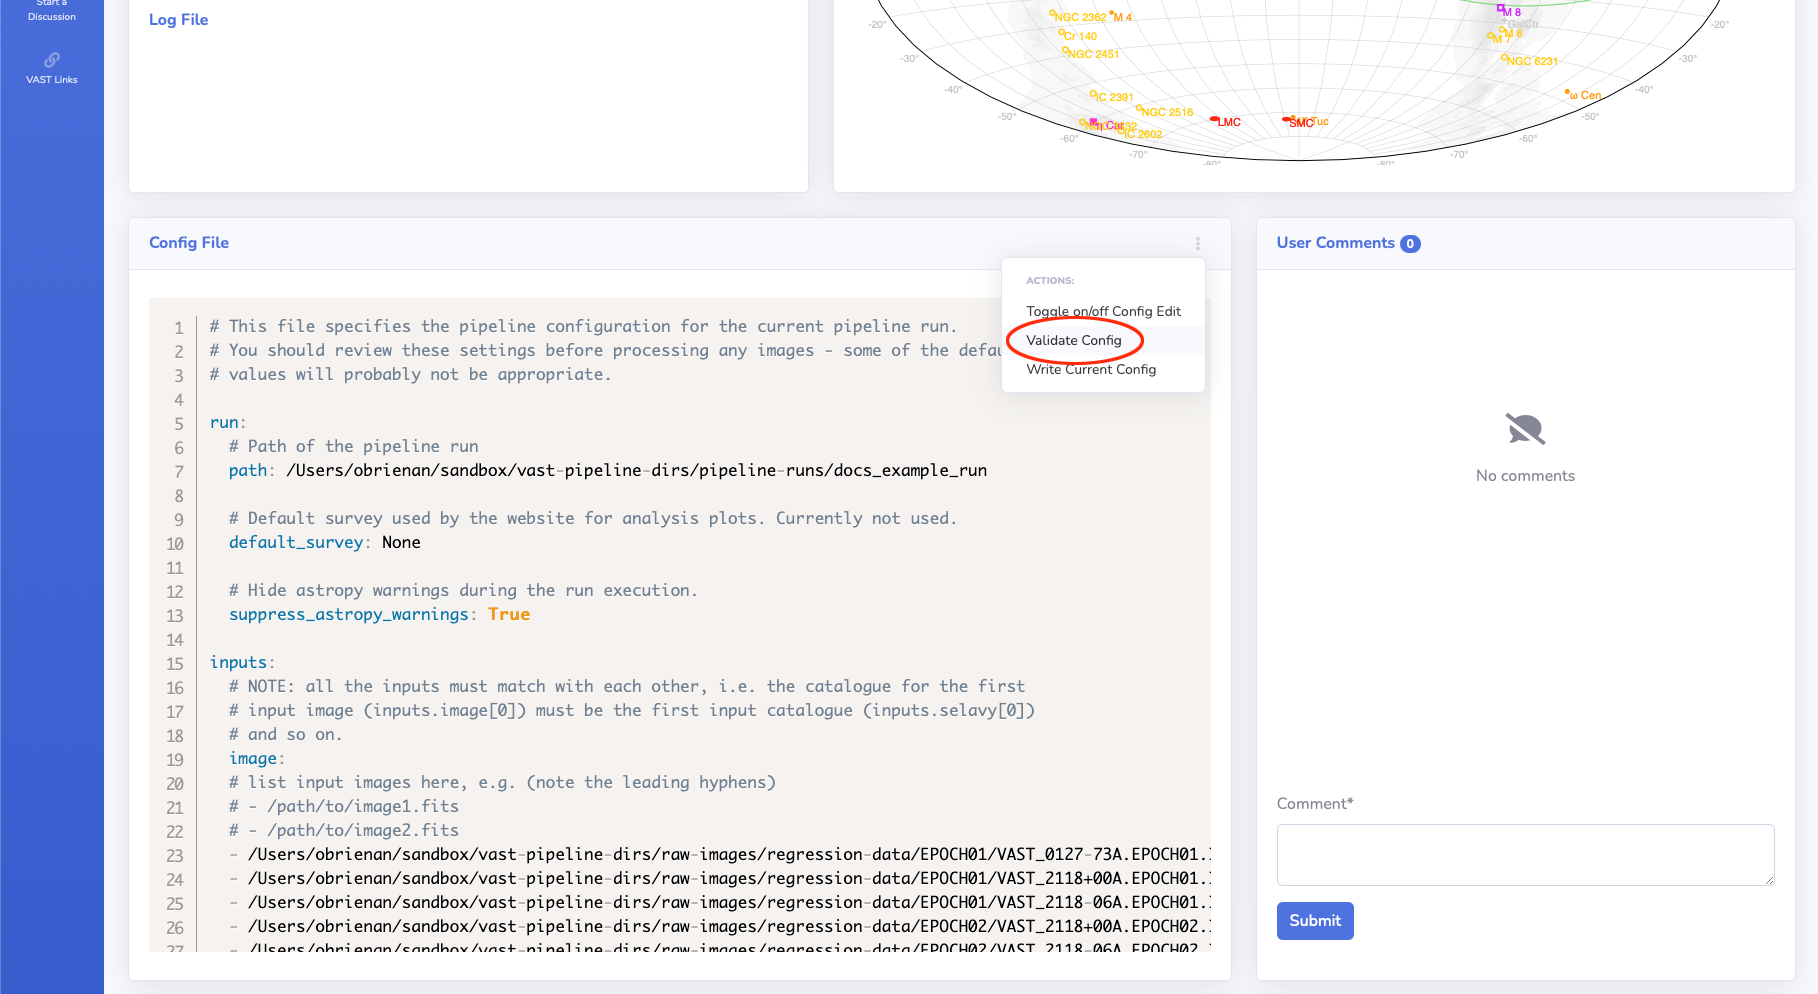 Start a
Discussion
VAST Links
Log File
-20°
NGC 2362
M 4
Cr 140
-30°
NGC 2451
-40°
IC 2391
-50°
NGC 2516
IC 2602
-60°
-70°
-80°
LMC
SMC
Tuc
-80°
-70°
-60°
-50°
-40°
-30°
-20°
M 8
GalCtr
M 6
M 7
NGC 6231
ω Cen
Config File
ACTIONS:
Toggle on/off Config Edit
Validate Config
Write Current Config
1 # This file specifies the pipeline configuration for the current pipeline run.
2 # You should review these settings before processing any images - some of the defau
3 # values will probably not be appropriate.
4
5 run:
6 # Path of the pipeline run
7 path: /Users/obrienan/sandbox/vast-pipeline-dirs/pipeline-runs/docs_example_run
8
9 # Default survey used by the website for analysis plots. Currently not used.
10 default_survey: None
11
12 # Hide astropy warnings during the run execution.
13 suppress_astropy_warnings: True
14
15 inputs:
16 # NOTE: all the inputs must match with each other, i.e. the catalogue for the first
17 # input image (inputs.image[0]) must be the first input catalogue (inputs.selavy[0])
18 # and so on.
19 image:
20 # list input images here, e.g. (note the leading hyphens)
21 # - /path/to/image1.fits
22 # - /path/to/image2.fits
23 - /Users/obrienan/sandbox/vast-pipeline-dirs/raw-images/regression-data/EPOCH01/VAST_0127-73A.EPOCH01.I
24 - /Users/obrienan/sandbox/vast-pipeline-dirs/raw-images/regression-data/EPOCH01/VAST_2118+00A.EPOCH01.I
25 - /Users/obrienan/sandbox/vast-pipeline-dirs/raw-images/regression-data/EPOCH01/VAST_2118-06A.EPOCH01.I
26 - /Users/obrienan/sandbox/vast-pipeline-dirs/raw-images/regression-data/EPOCH02/VAST_2118+00A.EPOCH02.I
27 - /Users/obrienan/sandbox/vast-pipeline-dirs/raw-images/regression-data/EPOCH02/VAST_2118-06A.EPOCH02.I
User Comments 0
No comments
Comment*
Submit